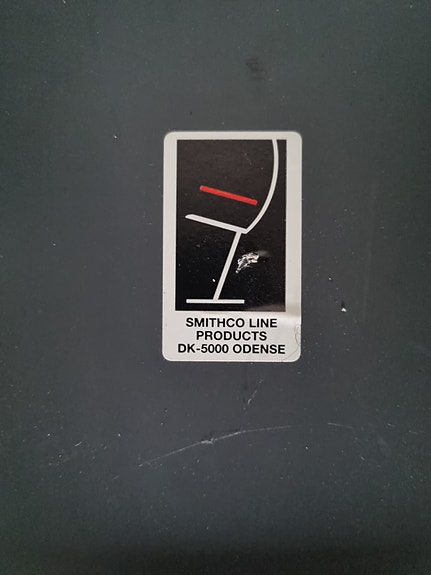 SMITHCO LINE
PRODUCTS
DK-5000 ODENSE